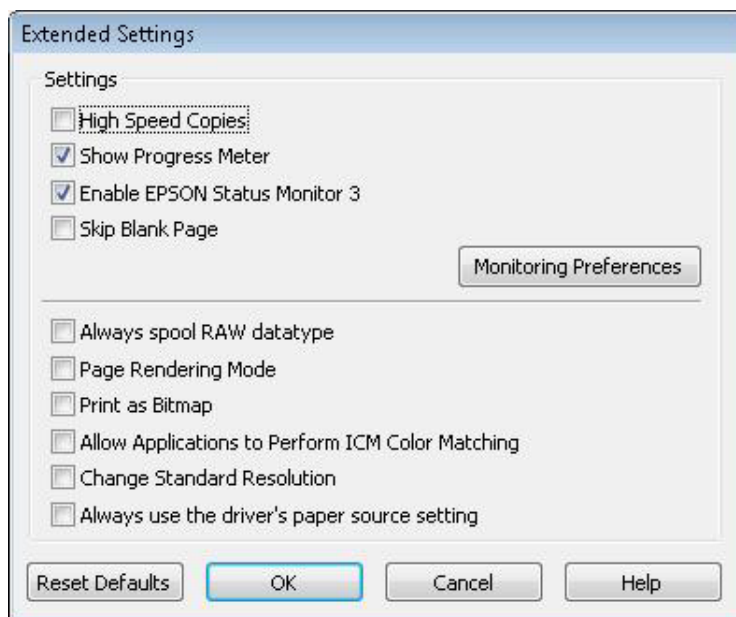 Extended Settings
Settings
High Speed Copies
Show Progress Meter
Enable EPSON Status Monitor 3
Skip Blank Page
Monitoring Preferences
Always spool RAW datatype
Page Rendering Mode
Print as Bitmap
Allow Applications to Perform ICM Color Matching
Change Standard Resolution
Always use the driver's paper source setting
Reset Defaults OK Cancel Help